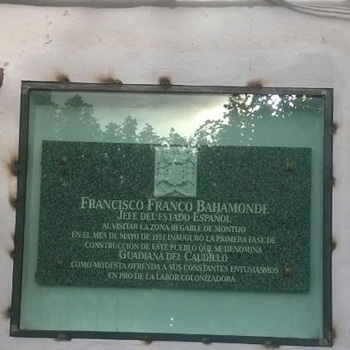 FRANCISCO FRANCO BAHAMONDE
JEFE DEL ESTADO ESPAÑOL
AL VISITAR LA ZONA REGABLE DE MONTIJO
EN EL MES DE MAYO DE 1951 INAUGURÓ LA PRIMERA FASE DE
CONSTRUCCIÓN DE ESTE PUEBLO QUE SE DENOMINA
GUADIANA DEL CAUDILLO
COMO MODESTA OFRENDA A SUS CONSTANTES ENTUSIASMOS
EN PRO DE LA LABOR COLONIZADORA.